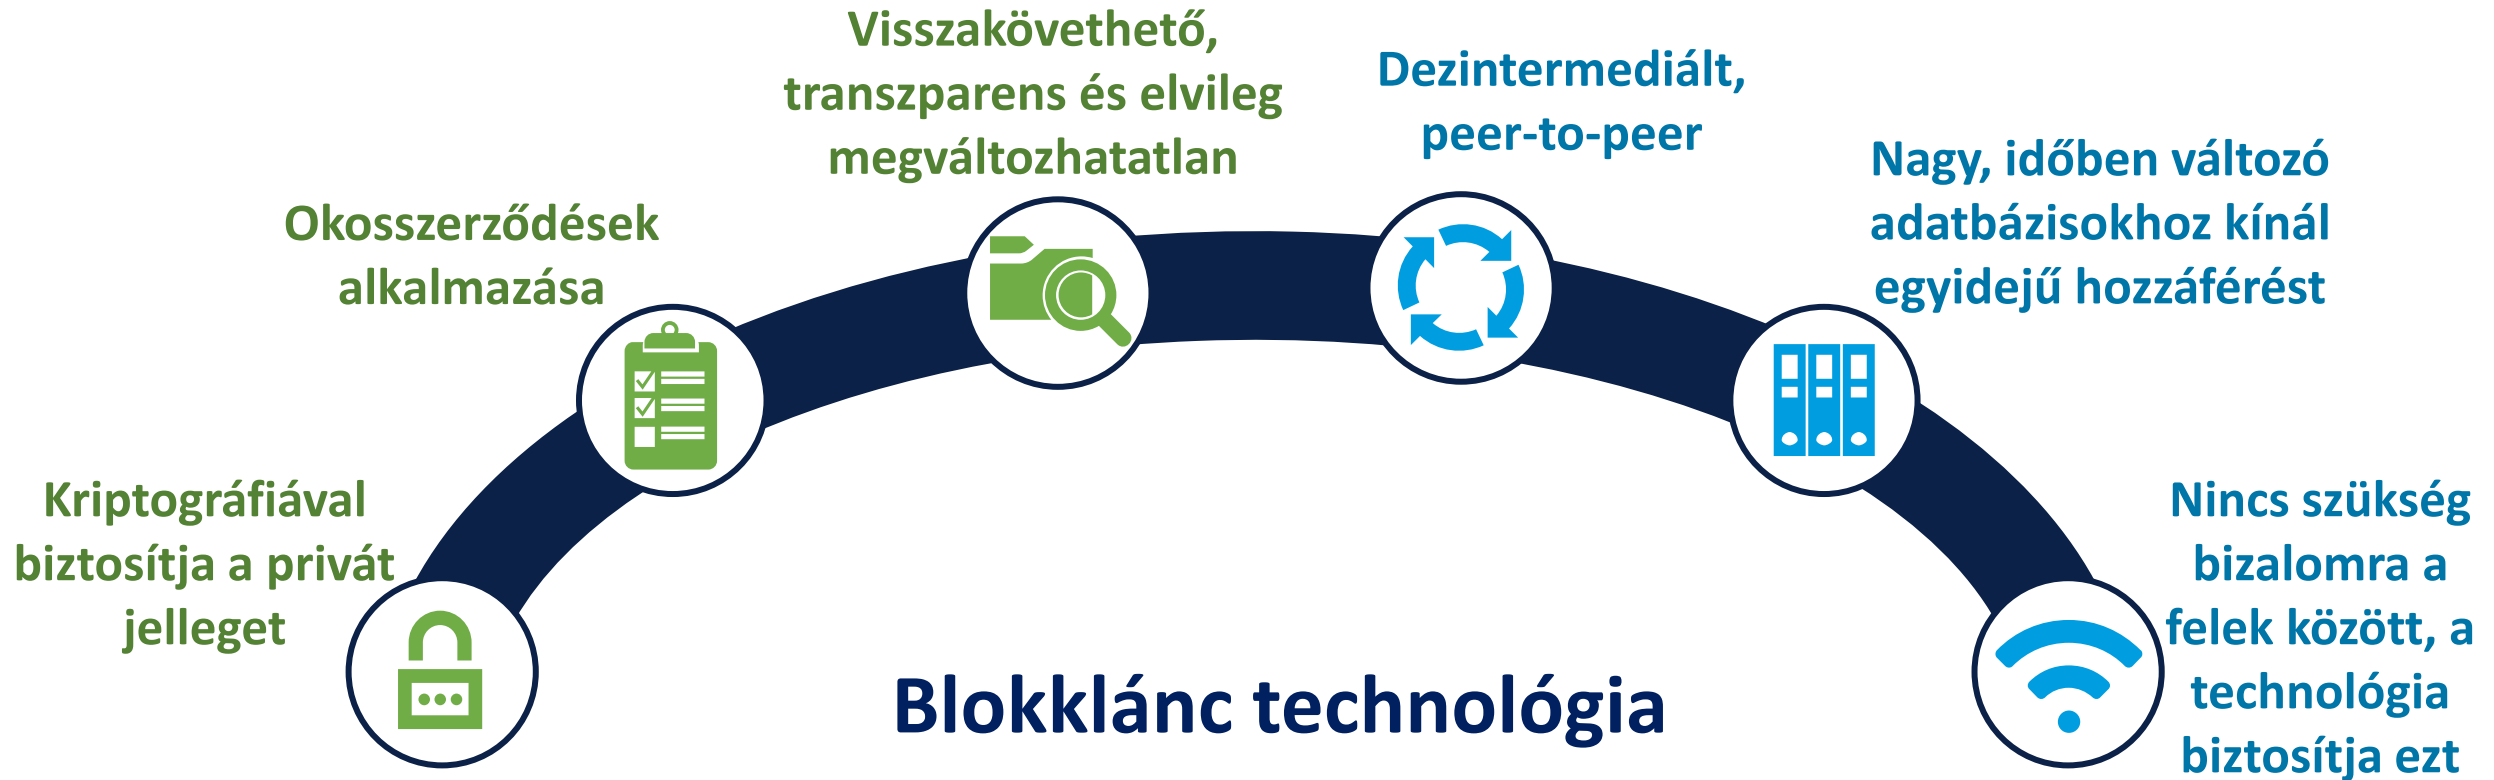 Kriptográfiával
biztosítja a privát
jelleget
Okosszerződések
alkalmazása
Visszakövethető,
transzparens és elvileg
megváltozhatatlan
Dezintermediált,
peer-to-peer
Nagy, időben változó
adatbázisokhoz kínál
egyidejű hozzáférést
Nincs szükség
bizalomra a
felek között, a
technológia
biztosítja et
Blokklánc technológia